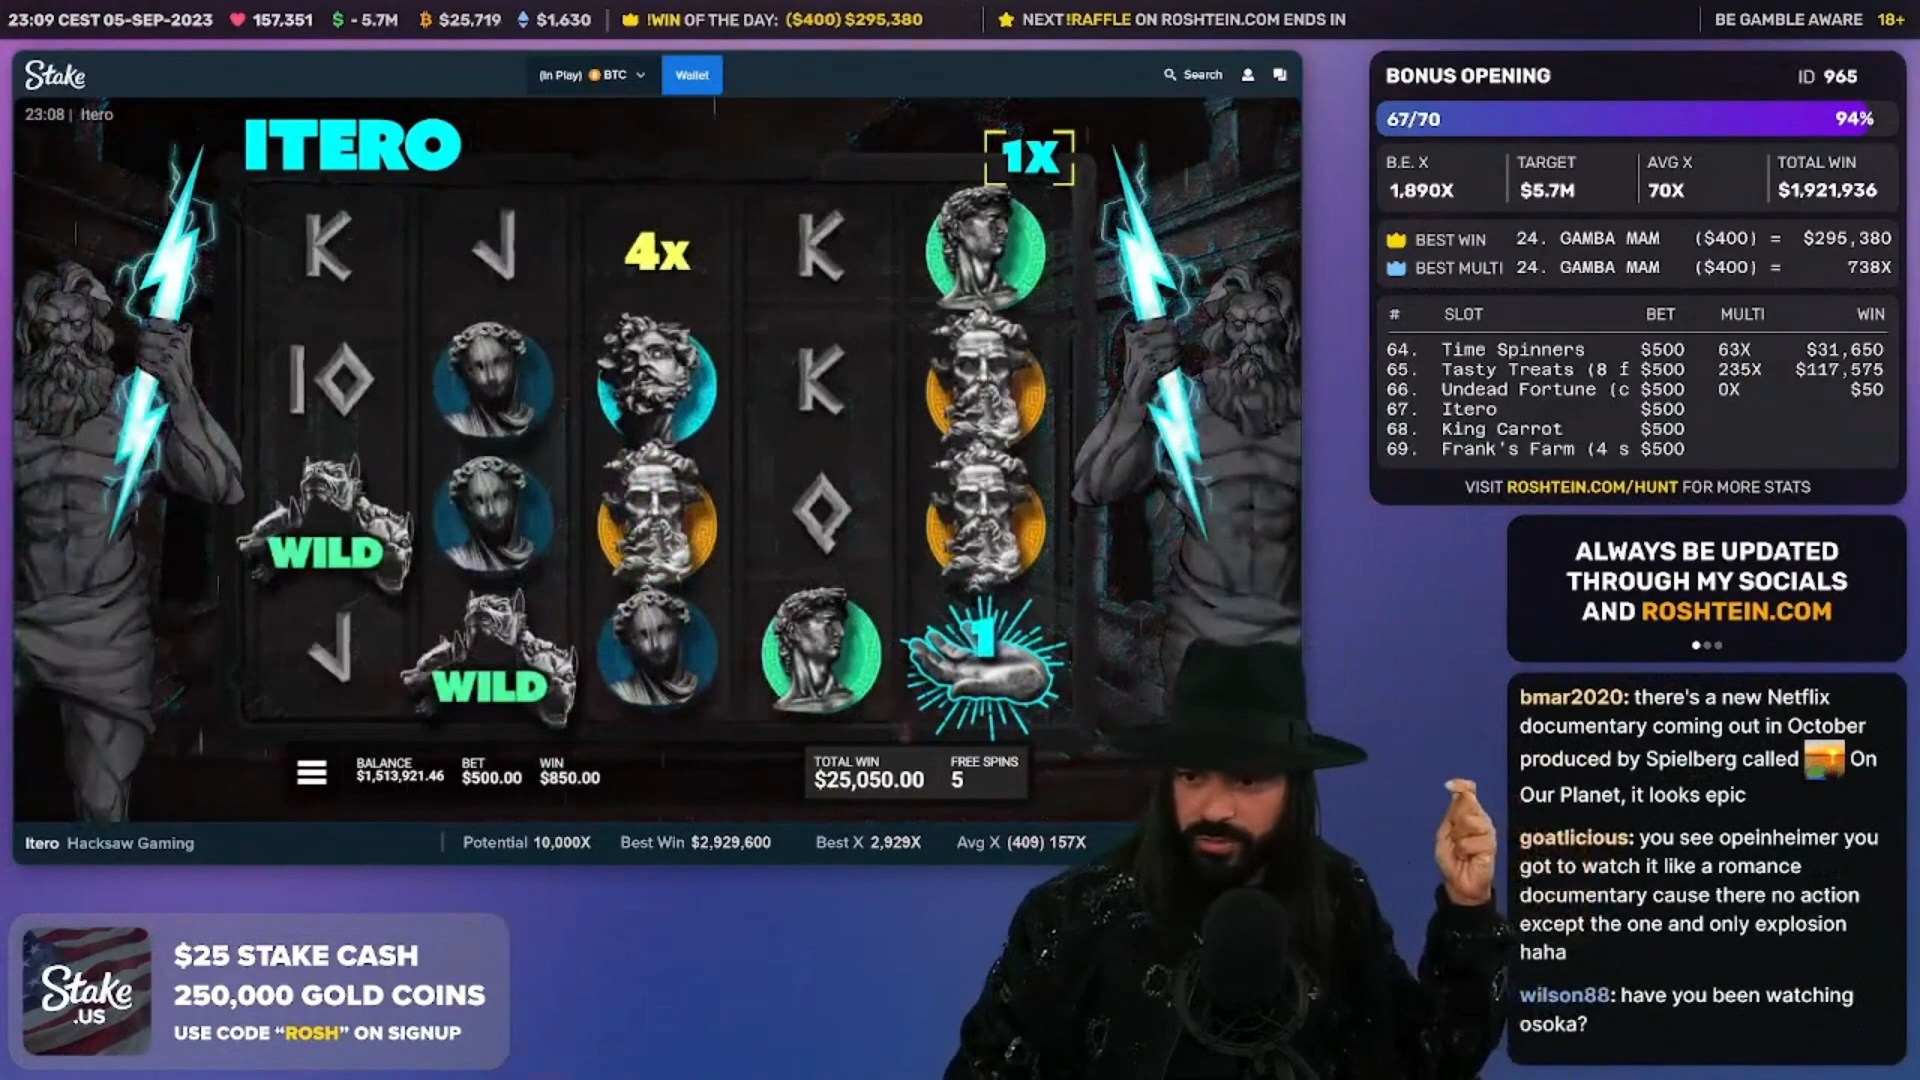 23:09 CEST 05-SEP-2023 157,351 $ - 5.7M $25,719 $1,630 !WIN OF THE DAY: ($400) $295,380 NEXT !RAFFLE ON ROSHTEIN.COM ENDS IN BE GAMBLE AWARE 18+
Stake (In Play) BTC Wallet Search
23:08 | Itero
ITERO
1X
K J 4X K
10 K
WILD Q
J WILD 1
BALANCE BET WIN TOTAL WIN FREE SPINS
$1,513,921.46 $500.00 $850.00 $25,050.00 5
Itero Hacksaw Gaming Potential 10,000X Best Win $2,929,600 Best X 2,929X Avg X (409) 157X
$25 STAKE CASH
250,000 GOLD COINS
USE CODE “ROSH” ON SIGNUP
Stake
.US
BONUS OPENING ID 965
67/70 94%
B.E. X TARGET AVG X TOTAL WIN
1,890X $5.7M 70X $1,921,936
BEST WIN 24. GAMBA MAM ($400) = $295,380
BEST MULTI 24. GAMBA MAM ($400) = 738X
# SLOT BET MULTI WIN
64. Time Spinners $500 63X $31,650
65. Tasty Treats (8 f $500 235X $117,575
66. Undead Fortune (c $500 0X $50
67. Itero $500
68. King Carrot $500
69. Frank's Farm (4 s $500
VISIT ROSHTEIN.COM/HUNT FOR MORE STATS
ALWAYS BE UPDATED
THROUGH MY SOCIALS
AND ROSHTEIN.COM
bmar2020: there's a new Netflix
documentary coming out in October
produced by Spielberg called On
Our Planet, it looks epic
goatlicious: you see opeinheimer you
got to watch it like a romance
documentary cause there no action
except the one and only explosion
haha
wilson88: have you been watching
osoka?